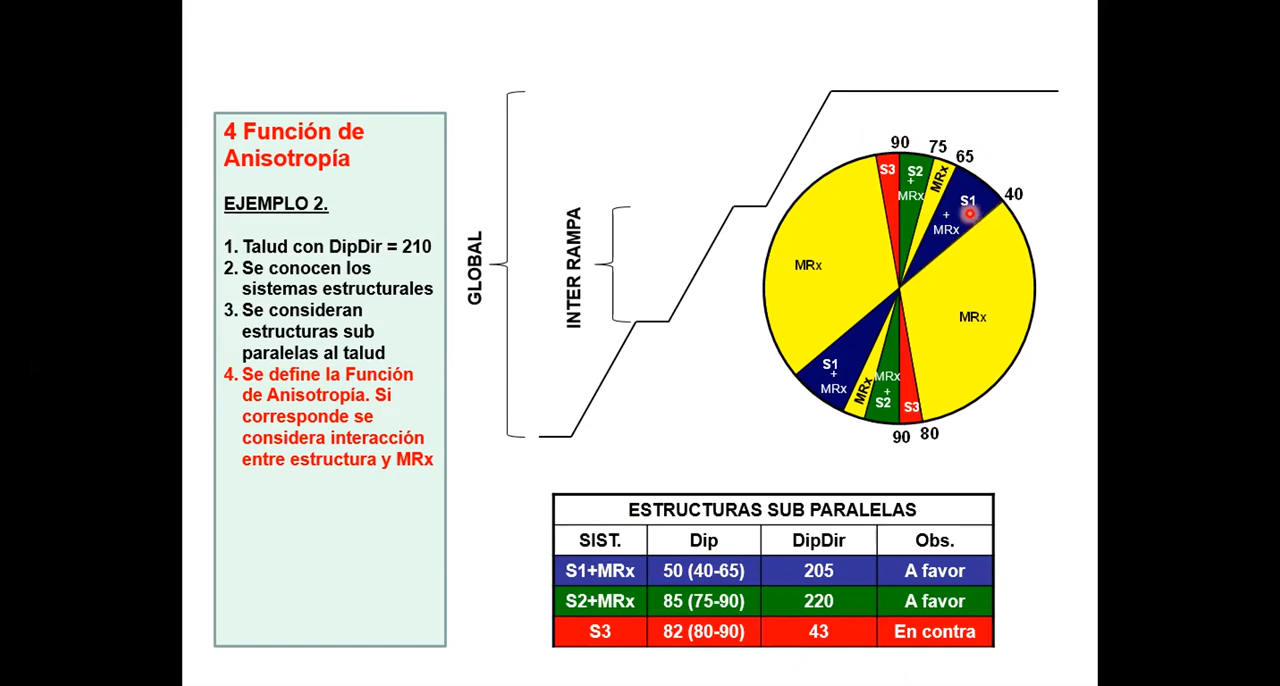 4 Función de
Anisotropía
EJEMPLO 2.
1. Talud con DipDir = 210
2. Se conocen los
sistemas estructurales
3. Se consideran
estructuras sub
paralelas al talud
4. Se define la Función
de Anisotropía. Si
corresponde se
considera interacción
entre estructura y MRx
GLOBAL
INTER RAMPA
90
75
65
40
S3
S2
+
MRx
MRx
S1
+
MRx
MRx
MRx
S1
+
MRx
MRx
MRx
+
S2
S3
90
80
ESTRUCTURAS SUB PARALELAS
SIST. Dip DipDir Obs.
S1+MRx 50 (40-65) 205 A favor
S2+MRx 85 (75-90) 220 A favor
S3 82 (80-90) 43 En contra